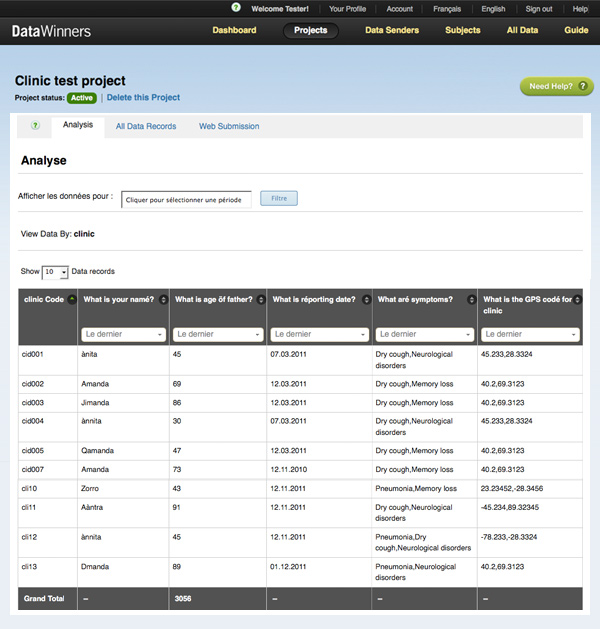 ? Welcome Tester! | Your Profile | Account | Français | English | Sign out | Help
DataWinners Dashboard Projects Data Senders Subjects All Data Guide
Clinic test project
Project status: Active | Delete this Project
Need Help? ?
? Analysis All Data Records Web Submission
Analyse
Afficher les données pour : Cliquer pour sélectionner une période Filtre
View Data By: clinic
Show 10 Data records
clinic Code What is your namé? What is age öf father? What is réporting date? What aré symptoms? What is the GPS codé for
clinic
Le dernier Le dernier Le dernier Le dernier Le dernier
cid001 ànita 45 07.03.2011 Dry cough,Neurological 45.233,28.3324
disorders
cid002 Amanda 69 12.03.2011 Dry cough,Memory loss 40.2,69.3123
cid003 Jimanda 86 12.03.2011 Dry cough,Memory loss 40.2,69.3123
cid004 ànnita 30 07.03.2011 Dry cough,Neurological 45.233,28.3324
disorders
cid005 Qamanda 47 12.03.2011 Dry cough,Memory loss 40.2,69.3123
cid007 Amanda 73 12.11.2010 Dry cough,Memory loss 40.2,69.3123
cli10 Zorro 43 12.11.2011 Pneumonia,Memory loss 23.23452,-28.3456
cli11 Aàntra 91 12.11.2011 Dry cough,Neurological -45.234,89.32345
disorders
cli12 ànnita 45 12.11.2011 Pneumonia,Dry -78.233,-28.3324
cough,Neurological disorders
cli13 Dmanda 89 01.12.2011 Pneumonia,Neurological 40.2,69.3123
disorders
Grand Total -- 3056 -- -- --